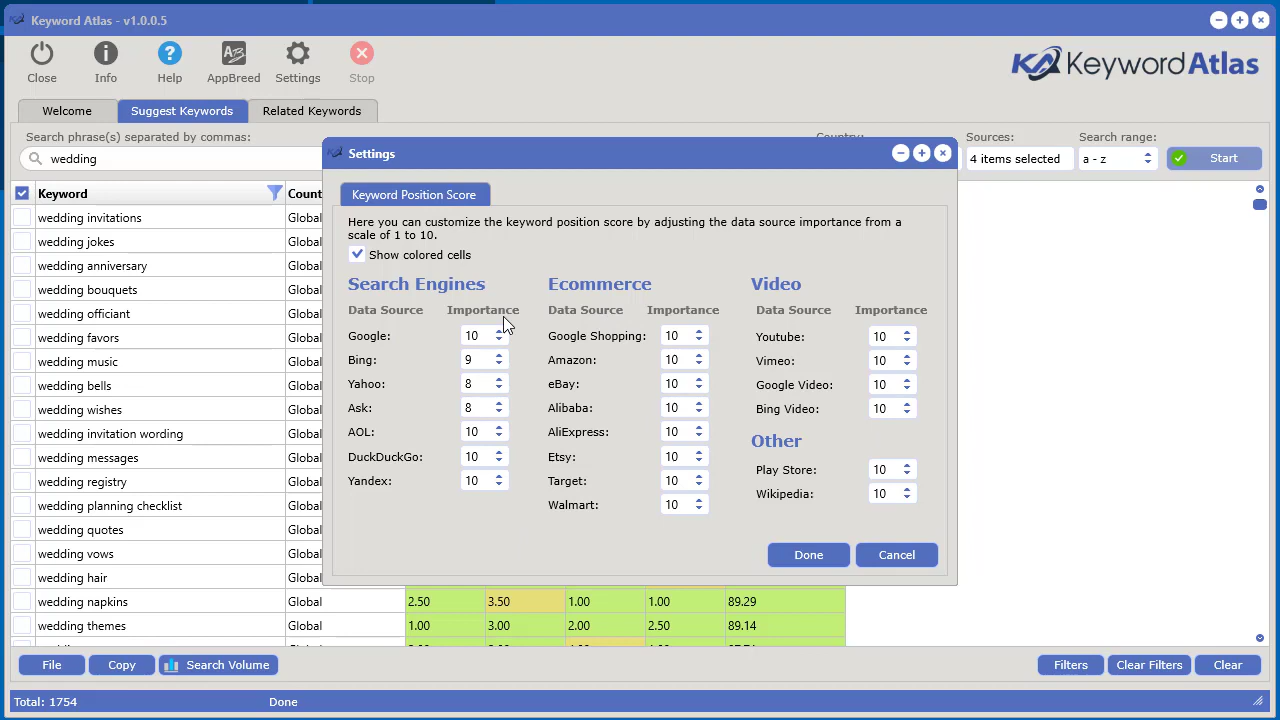 Keyword Atlas - v1.0.0.5
Close
Info
Help
AppBreed
Settings
Stop
KeywordAtlas
Welcome
Suggest Keywords
Related Keywords
Search phrase(s) separated by commas:
Sources:
Search range:
wedding
4 items selected
a - z
Start
Keyword
wedding invitations
Global
wedding jokes
Global
wedding anniversary
Global
wedding bouquets
Global
wedding officiant
Global
wedding favors
Global
wedding music
Global
wedding bells
Global
wedding wishes
Global
wedding invitation wording
Global
wedding messages
Global
wedding registry
Global
wedding planning checklist
Global
wedding quotes
Global
wedding vows
Global
wedding hair
Global
wedding napkins
Global
2.50
3.50
1.00
1.00
89.29
wedding themes
Global
1.00
3.00
2.00
2.50
89.14
Settings
Keyword Position Score
Here you can customize the keyword position score by adjusting the data source importance from a
scale of 1 to 10.
Show colored cells
Search Engines
Data Source Importance
Google: 10
Bing: 9
Yahoo: 8
Ask: 8
AOL: 10
DuckDuckGo: 10
Yandex: 10
Ecommerce
Data Source Importance
Google Shopping: 10
Amazon: 10
eBay: 10
Alibaba: 10
AliExpress: 10
Etsy: 10
Target: 10
Walmart: 10
Video
Data Source Importance
Youtube: 10
Vimeo: 10
Google Video: 10
Bing Video: 10
Other
Play Store: 10
Wikipedia: 10
Done
Cancel
File
Copy
Search Volume
Filters
Clear Filters
Clear
Total: 1754
Done